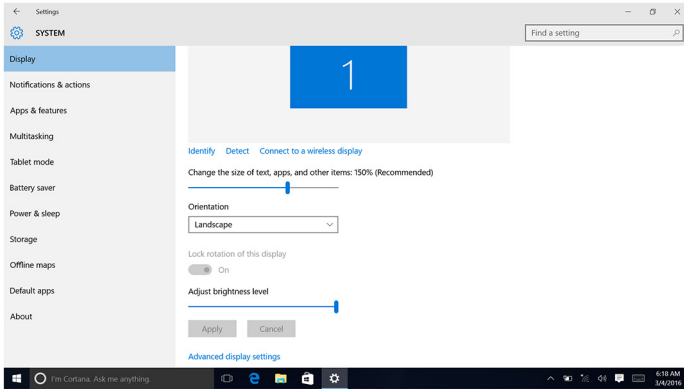 Settings
SYSTEM
Find a setting
Display
Notifications & actions
Apps & features
Multitasking
Tablet mode
Battery saver
Power & sleep
Storage
Offline maps
Default apps
About
1
Identify Detect Connect to a wireless display
Change the size of text, apps, and other items: 150% (Recommended)
Orientation
Landscape
Lock rotation of this display
On
Adjust brightness level
Apply Cancel
Advanced display settings
I'm Cortana. Ask me anything.
6:18 AM
3/4/2016